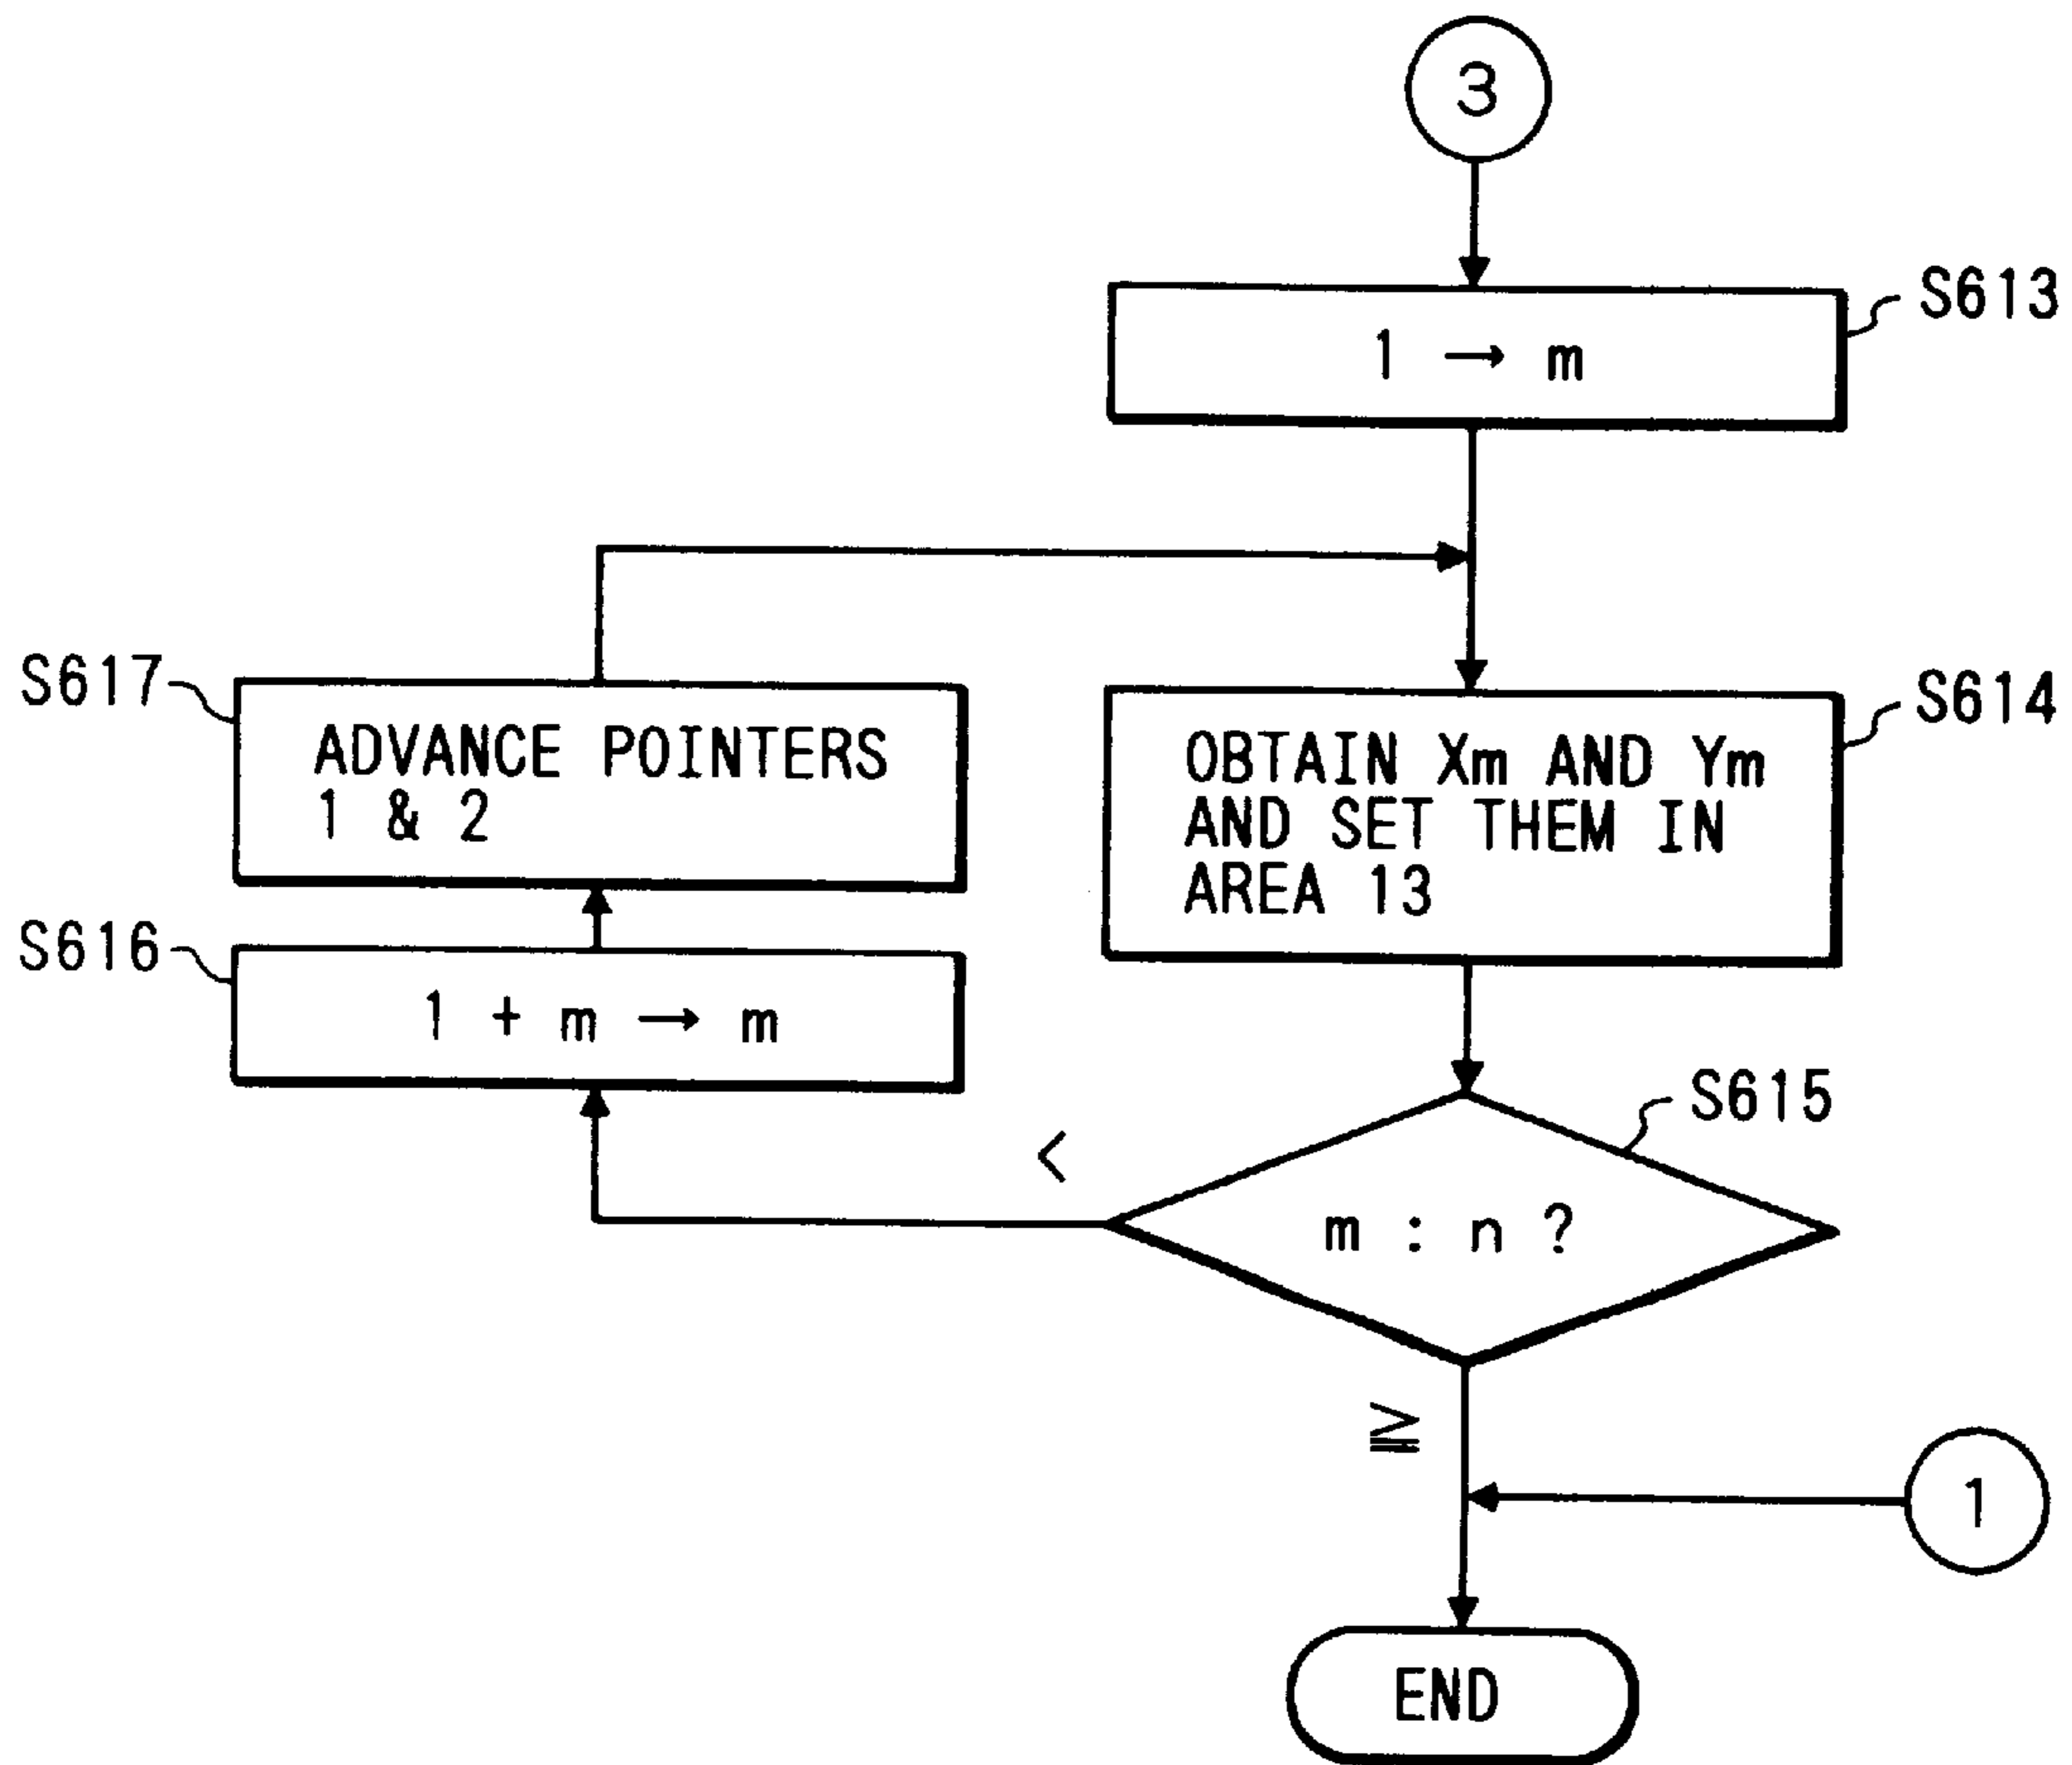 3
S613
1 → m
S617
ADVANCE POINTERS
1 & 2
S614
OBTAIN Xm AND Ym
AND SET THEM IN
AREA 13
S616
1 + m → m
S615
<
m : n ?
≧
1
END